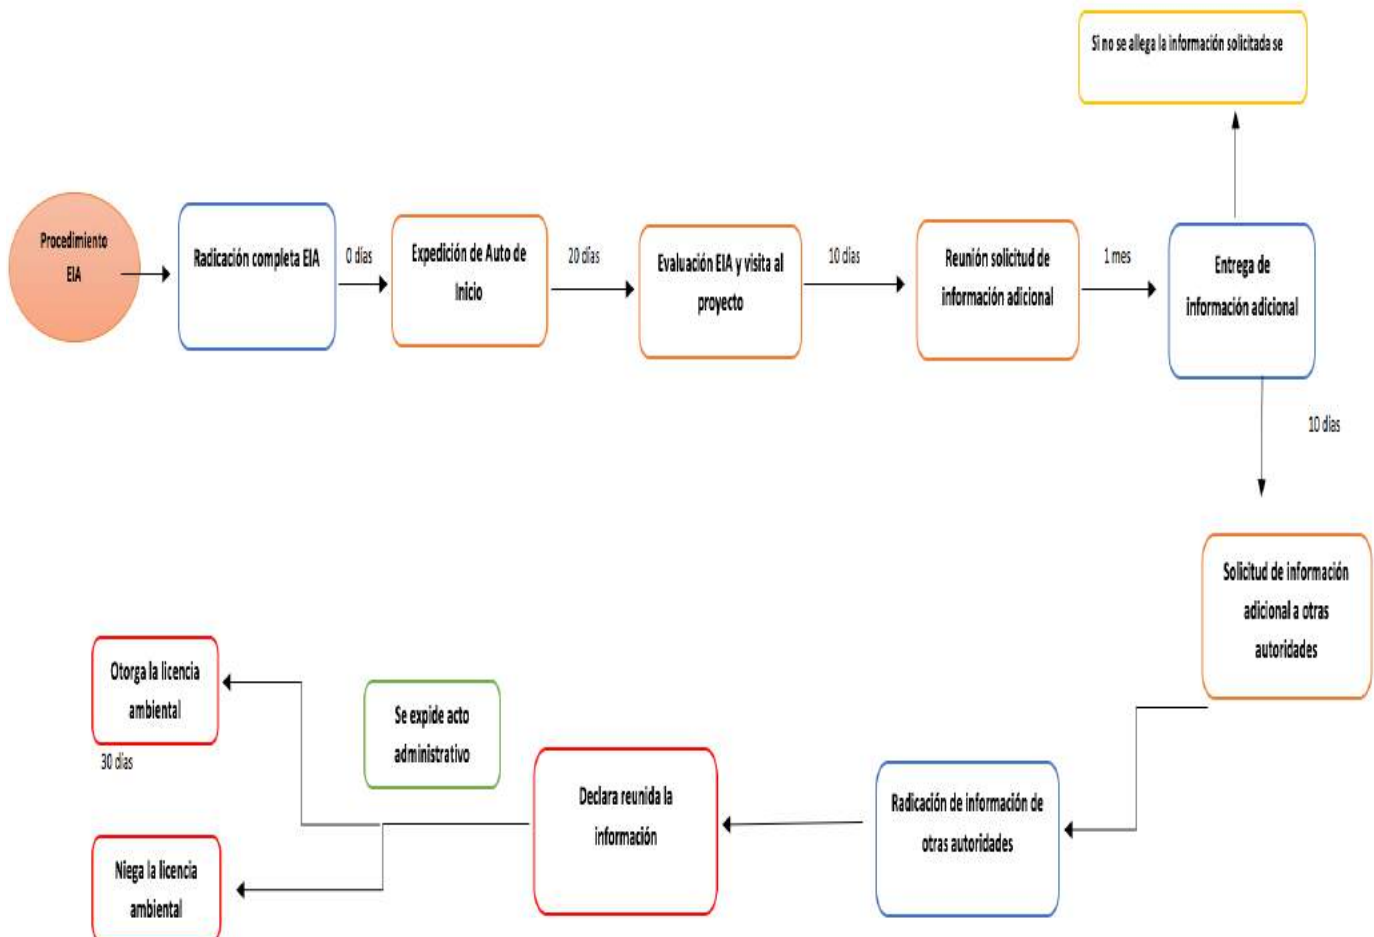 Si no se allega la información solicitada se
Procedimiento
EIA
Radicación completa EIA
0 días
Expedición de Auto de
Inicio
20 días
Evaluación EIA y visita al
proyecto
10 días
Reunión solicitud de
información adicional
1 mes
Entrega de
información adicional
10 días
Solicitud de información
adicional a otras
autoridades
Radicación de información de
otras autoridades
Declara reunida la
información
Se expide acto
administrativo
Otorga la licencia
ambiental
30 días
Niega la licencia
ambiental